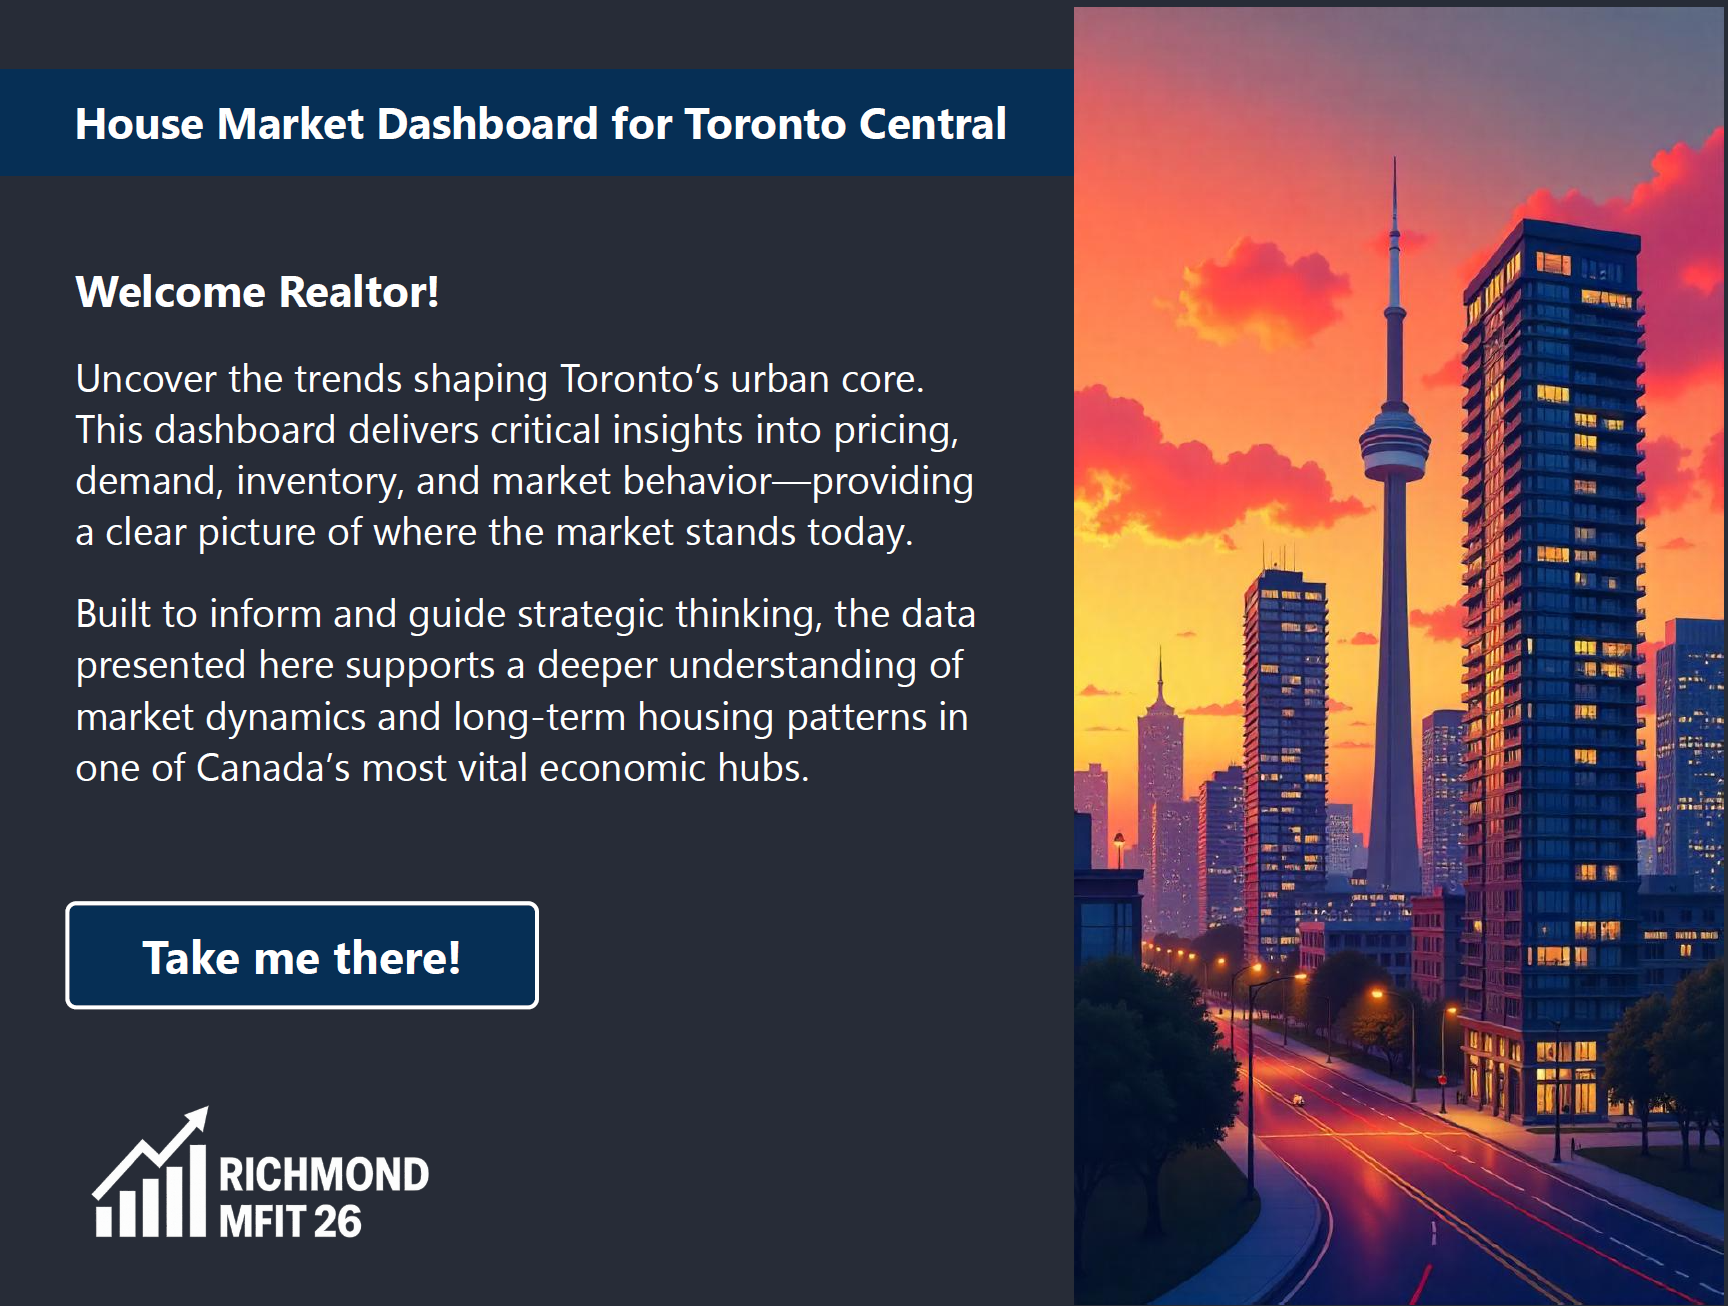 House Market Dashboard for Toronto Central
Welcome Realtor!
Uncover the trends shaping Toronto’s urban core.
This dashboard delivers critical insights into pricing,
demand, inventory, and market behavior—providing
a clear picture of where the market stands today.
Built to inform and guide strategic thinking, the data
presented here supports a deeper understanding of
market dynamics and long-term housing patterns in
one of Canada’s most vital economic hubs.
Take me there!
RICHMOND
MFIT 26